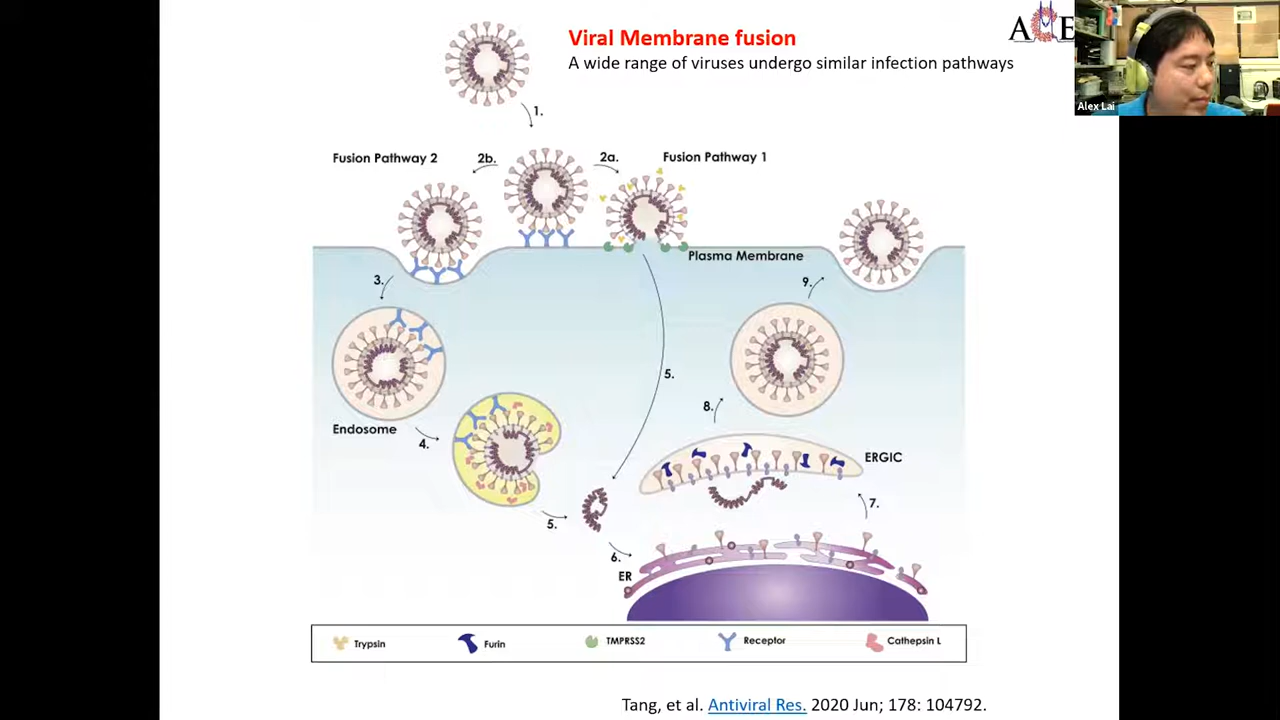 Viral Membrane fusion
A wide range of viruses undergo similar infection pathways
ACE
Alex Lai
1.
Fusion Pathway 2
2b.
2a.
Fusion Pathway 1
Plasma Membrane
3.
9.
5.
8.
Endosome
4.
ERGIC
7.
5.
6.
ER
Trypsin
Furin
TMPRSS2
Receptor
Cathepsin L
Tang, et al. Antiviral Res. 2020 Jun; 178: 104792.